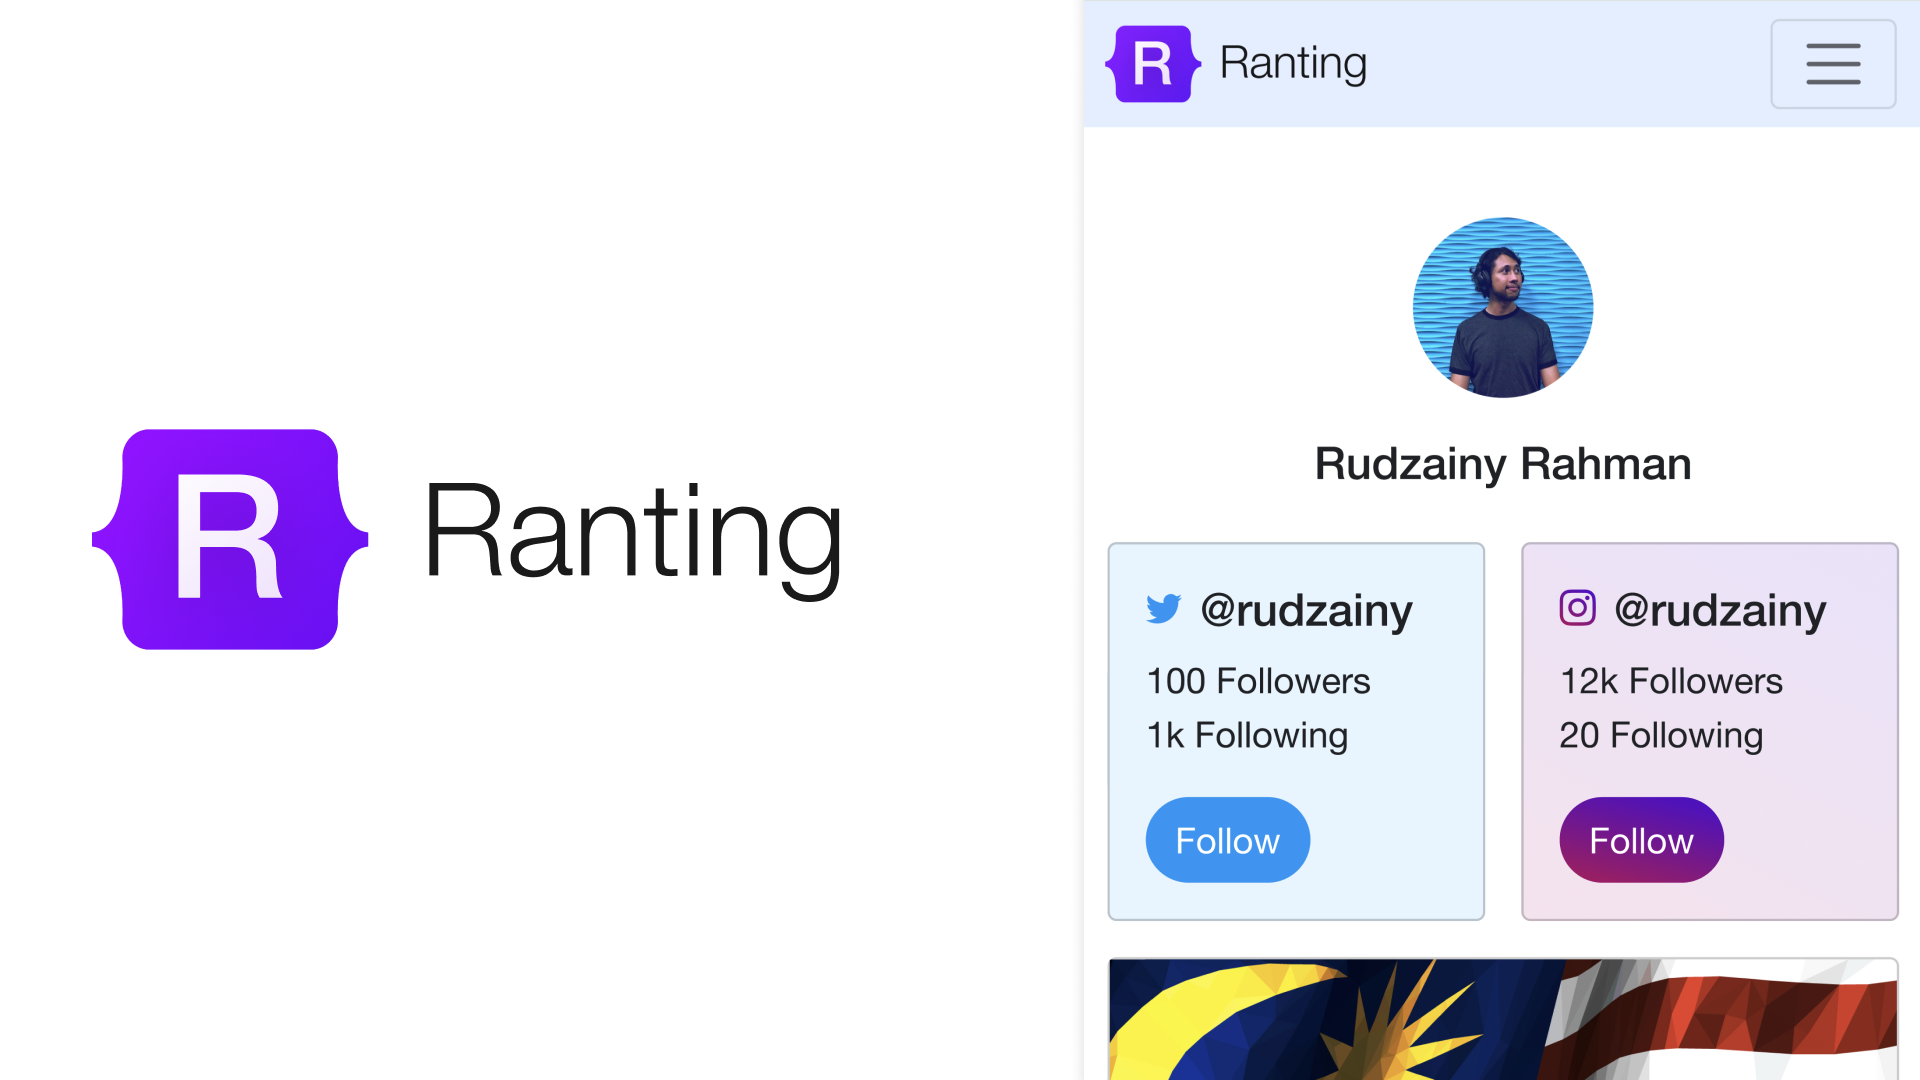 R Ranting
R Ranting
Rudzainy Rahman
@rudzainy
100 Followers
1k Following
Follow
@rudzainy
12k Followers
20 Following
Follow